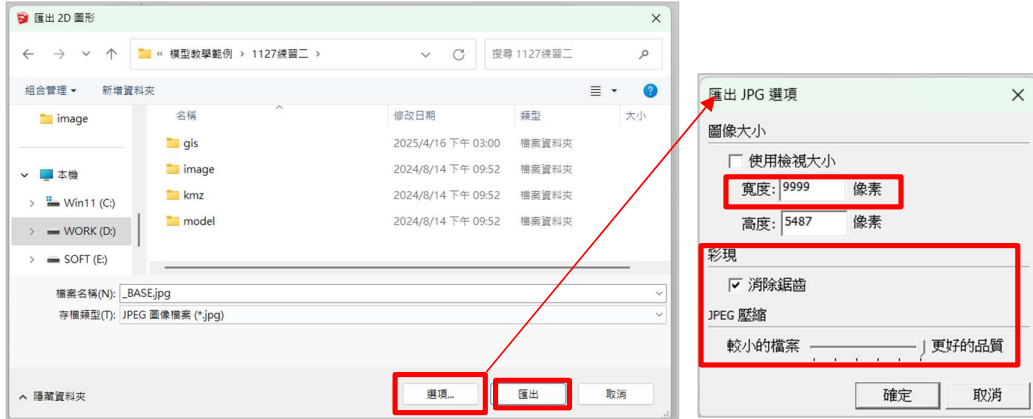 匯出 2D 圖形
« 模型教學範例 › 1127練習二 ›
搜尋 1127練習二
組合管理 新增資料夾
image
本機
Win11 (C:)
WORK (D:)
SOFT (E:)
名稱 修改日期 類型 大小
gis 2025/4/16 下午 03:00 檔案資料夾
image 2024/8/14 下午 09:52 檔案資料夾
kmz 2024/8/14 下午 09:52 檔案資料夾
model 2024/8/14 下午 09:52 檔案資料夾
檔案名稱(N): _BASE.jpg
存檔類型(T): JPEG 圖像檔案 (*.jpg)
隱藏資料夾
選項... 匯出 取消
匯出 JPG 選項
圖像大小
使用檢視大小
寬度: 9999 像素
高度: 5487 像素
彩現
消除鋸齒
JPEG 壓縮
較小的檔案 更好的品質
確定 取消